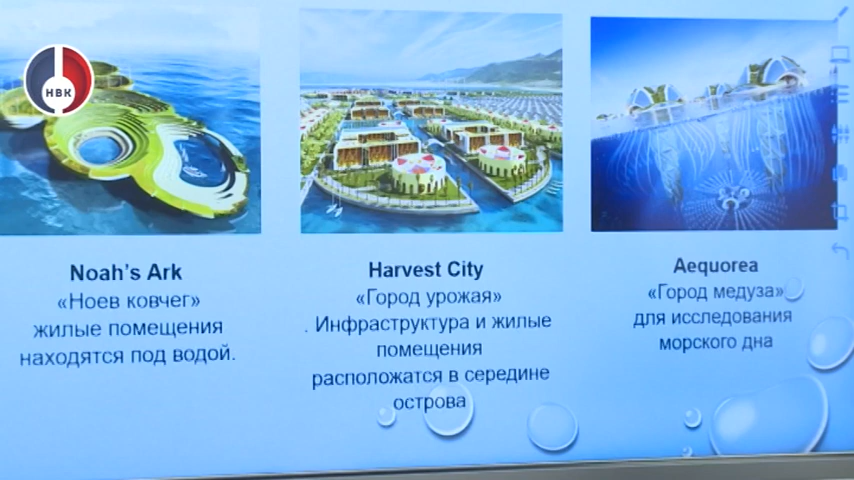 НВК
Noah's Ark
«Ноев ковчег»
жилые помещения
находятся под водой.
Harvest City
«Город урожая»
. Инфраструктура и жилые
помещения
расположатся в середине
острова
Aequorea
«Город медуза»
для исследования
морского дна